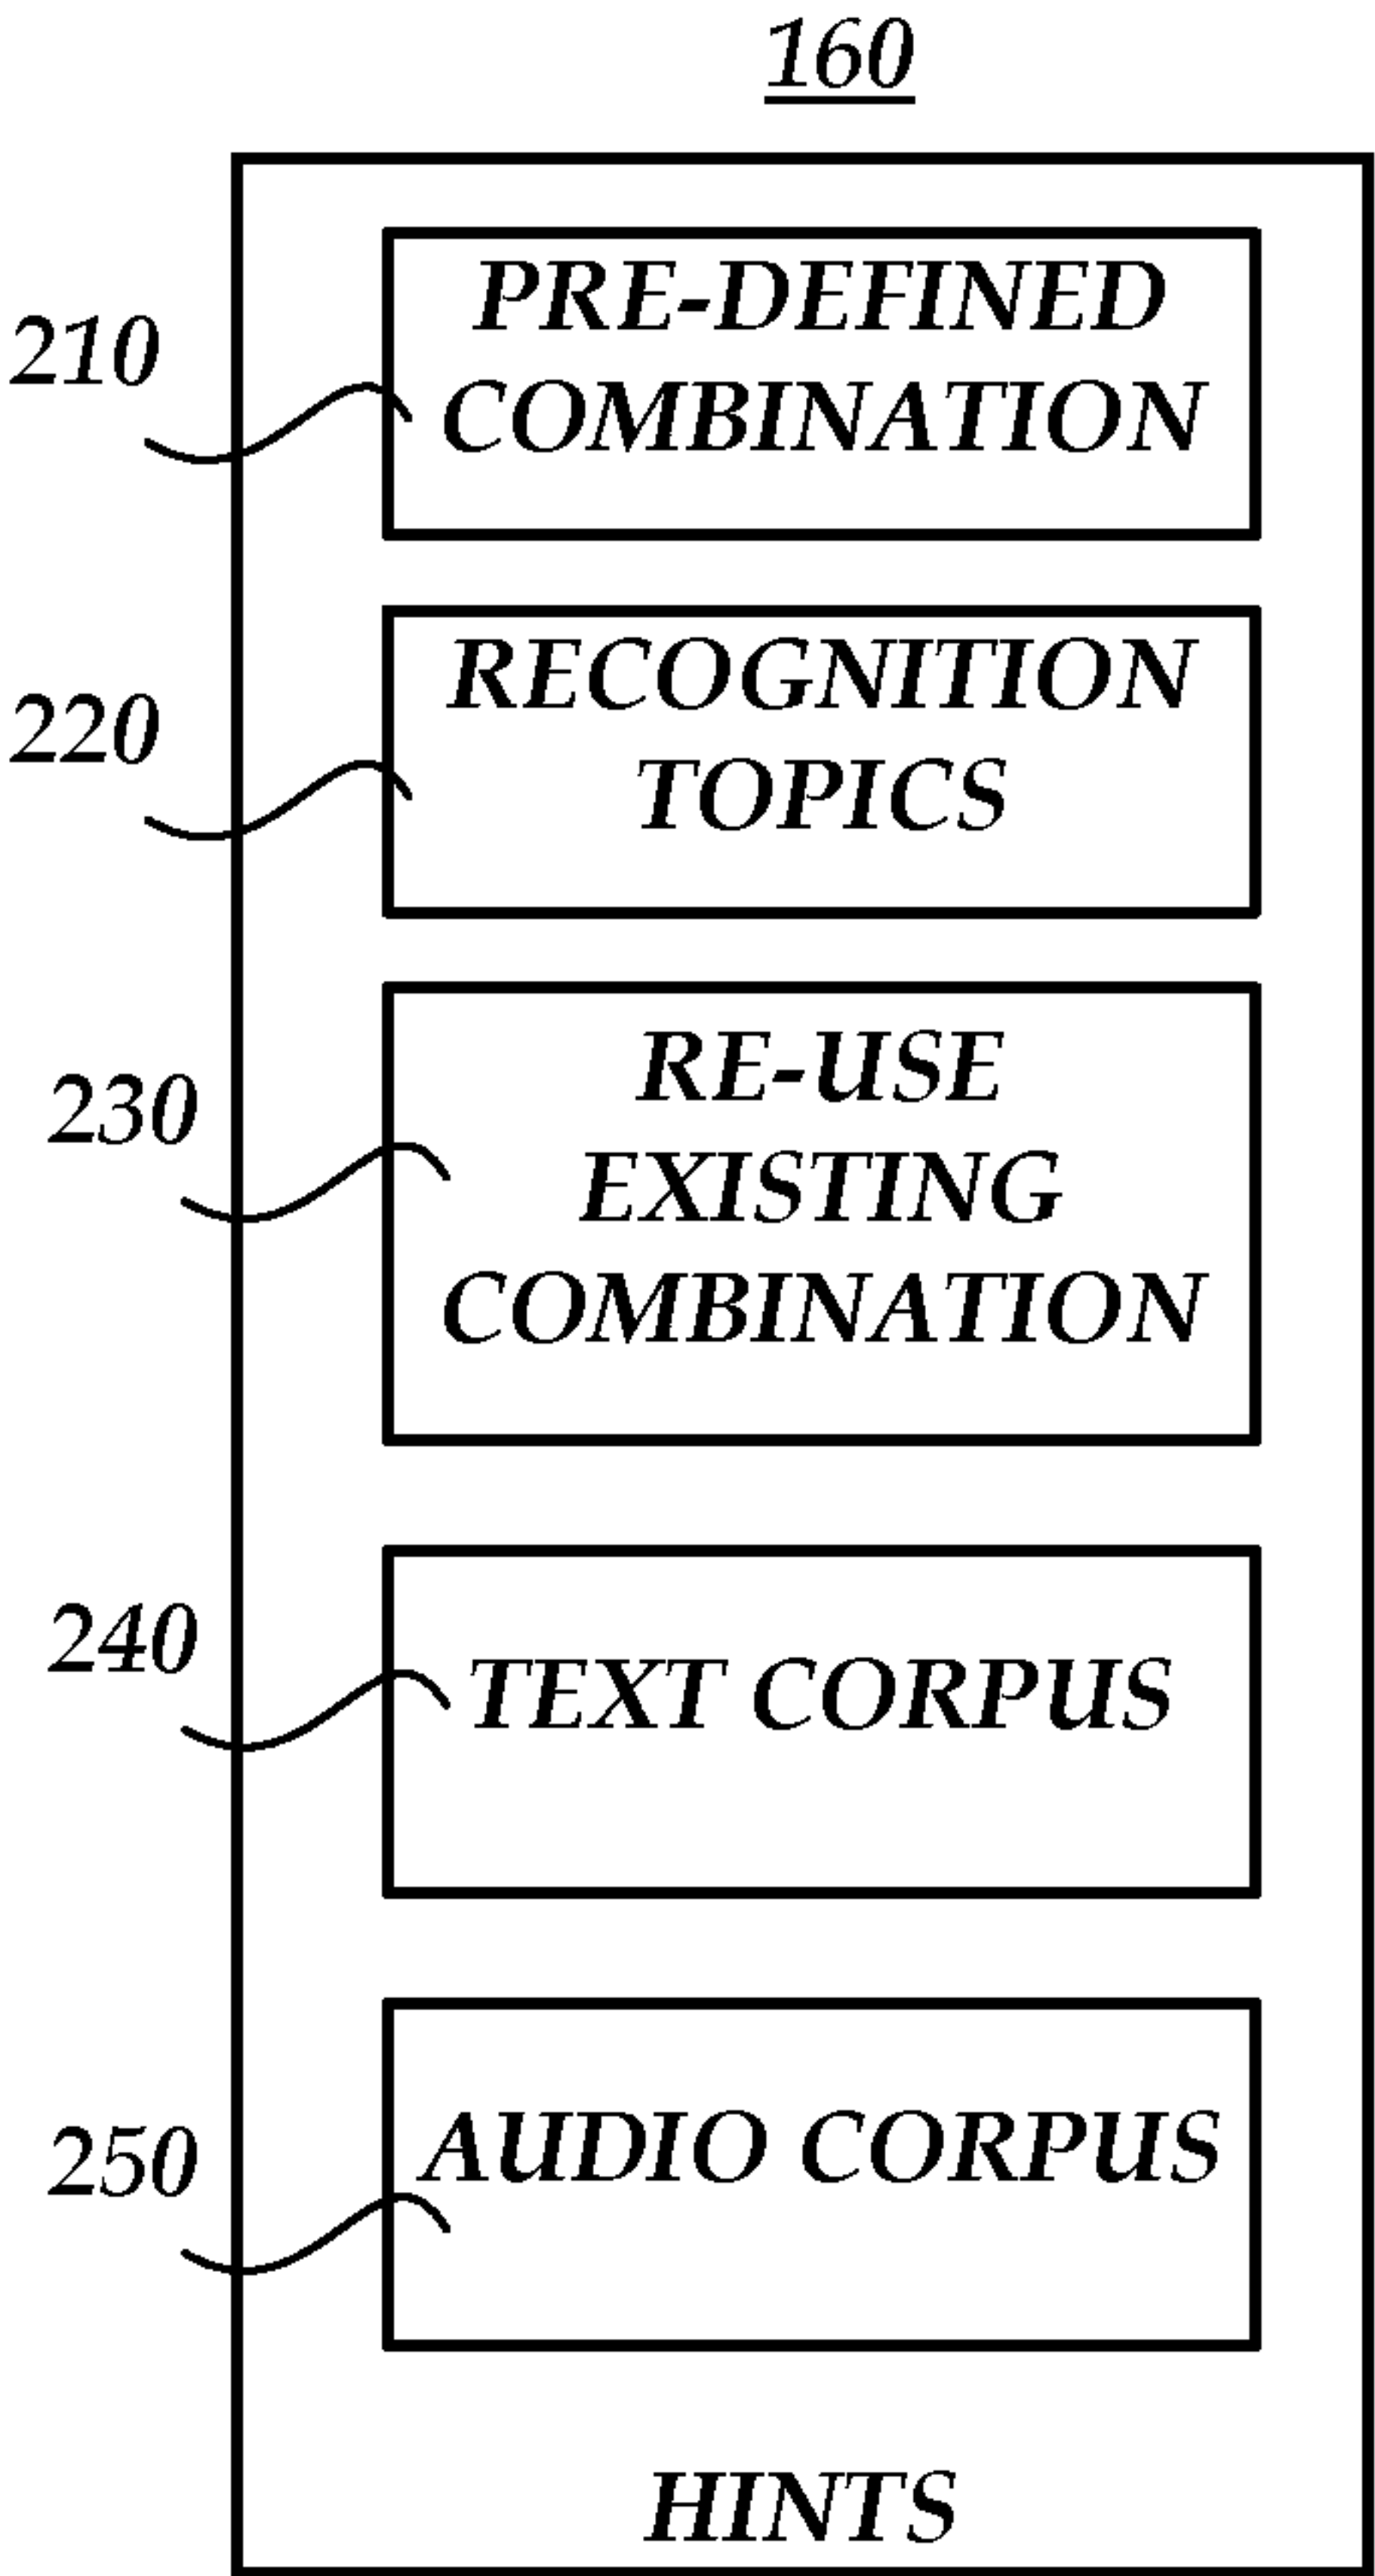 160
210
PRE-DEFINED
COMBINATION
220
RECOGNITION
TOPICS
230
RE-USE
EXISTING
COMBINATION
240
TEXT CORPUS
250
AUDIO CORPUS
HINTS